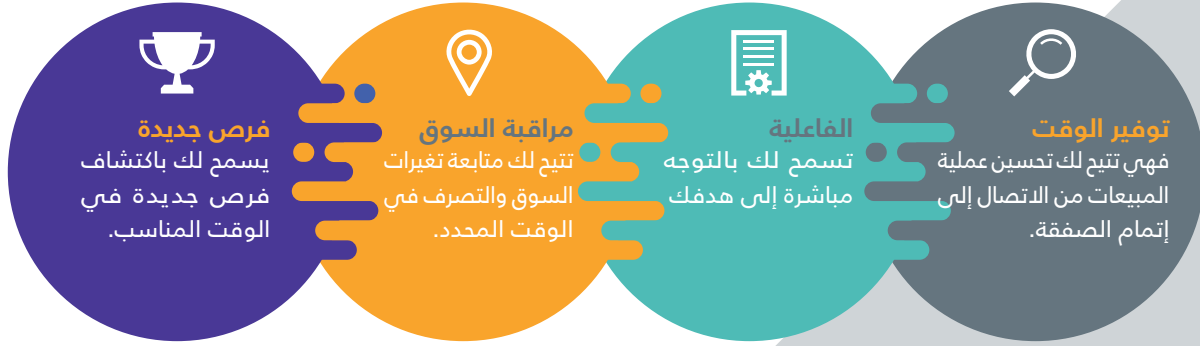 توفير الوقت
فهي تتيح لك تحسين عملية
المبيعات من الاتصال إلى
إتمام الصفقة.
الفاعلية
تسمح لك بالتوجه
مباشرة إلى هدفك
مراقبة السوق
تتيح لك متابعة تغيرات
السوق والتصرف في
الوقت المحدد.
فرص جديدة
يسمح لك باكتشاف
فرص جديدة في
الوقت المناسب.